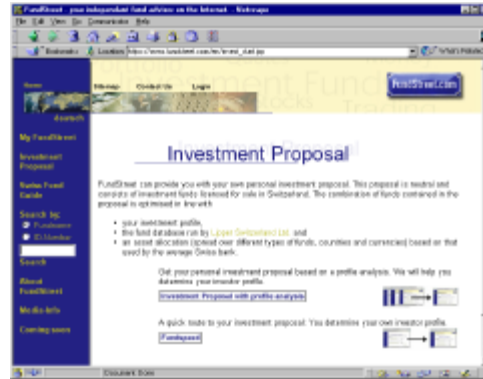 FundStreet - your independent fund advisor on the Internet - Netscape
File Edit View Go Communicator Help
Bookmarks Location
What's Related
Home
Sitemap Contact Us Login
FundStreet.com
deutsch
My FundStreet
Investment
Proposal
Swiss Fund
Guide
Search by:
Fundname
ID Number
Search
About
FundStreet
Media-Info
Coming soon
Investment Proposal
FundStreet can provide you with your own personal investment proposal. This proposal is neutral and
consists of investment funds licensed for sale in Switzerland. The combination of funds contained in the
proposal is optimised in line with
your investment profile,
the fund database run by Lipper Switzerland Ltd. and
an asset allocation (spread over different types of funds, countries and currencies) based on that
used by the average Swiss bank.
Get your personal investment proposal based on a profile analysis. We will help you
determine your investor profile.
Investment Proposal with profile analysis
A quick route to your investment proposal. You determine your own investor profile.
Fundspeed
Document: Done